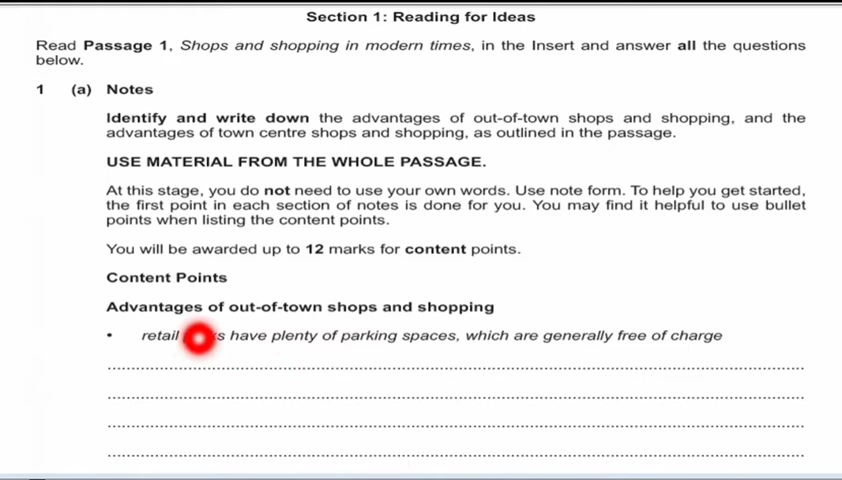 Section 1: Reading for Ideas
Read Passage 1, Shops and shopping in modern times, in the Insert and answer all the questions
below.
1 (a) Notes
Identify and write down the advantages of out-of-town shops and shopping, and the
advantages of town centre shops and shopping, as outlined in the passage.
USE MATERIAL FROM THE WHOLE PASSAGE.
At this stage, you do not need to use your own words. Use note form. To help you get started,
the first point in each section of notes is done for you. You may find it helpful to use bullet
points when listing the content points.
You will be awarded up to 12 marks for content points.
Content Points
Advantages of out-of-town shops and shopping
• retail have plenty of parking spaces, which are generally free of charge